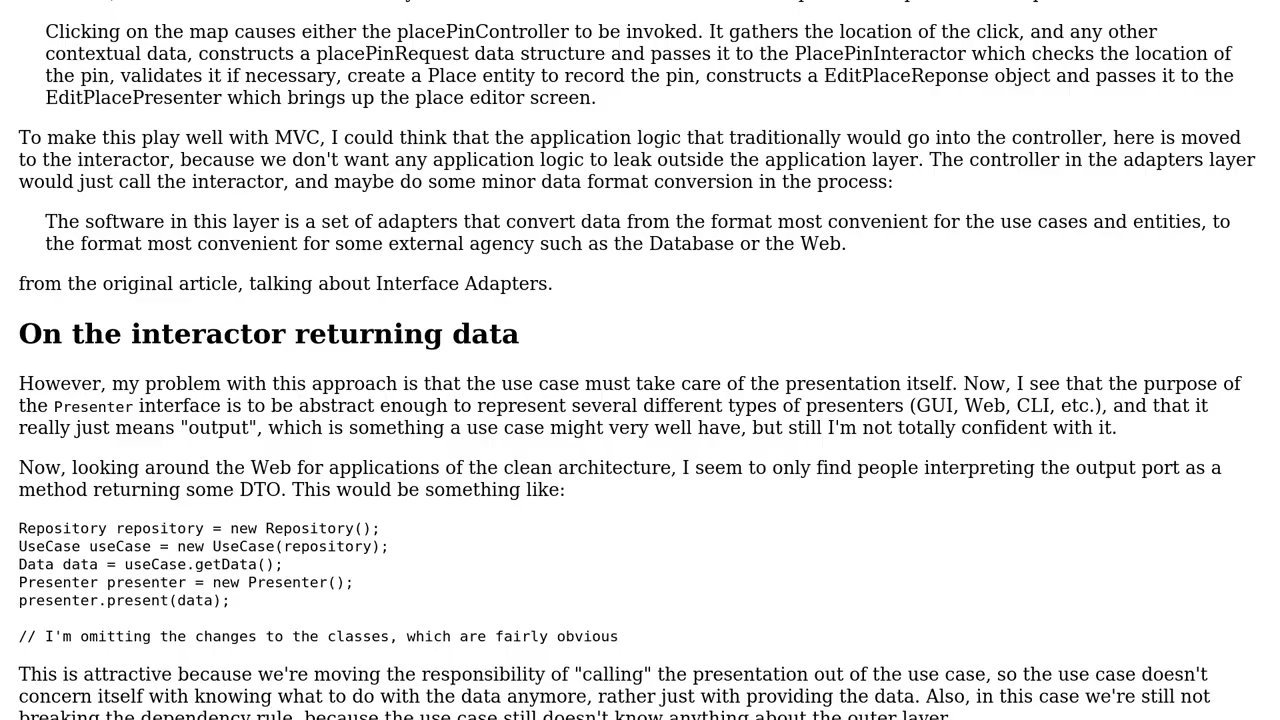 Clicking on the map causes either the placePinController to be invoked. It gathers the location of the click, and any other
contextual data, constructs a placePinRequest data structure and passes it to the PlacePinInteractor which checks the location of
the pin, validates it if necessary, create a Place entity to record the pin, constructs a EditPlaceReponse object and passes it to the
EditPlacePresenter which brings up the place editor screen.
To make this play well with MVC, I could think that the application logic that traditionally would go into the controller, here is moved
to the interactor, because we don't want any application logic to leak outside the application layer. The controller in the adapters layer
would just call the interactor, and maybe do some minor data format conversion in the process:
The software in this layer is a set of adapters that convert data from the format most convenient for the use cases and entities, to
the format most convenient for some external agency such as the Database or the Web.
from the original article, talking about Interface Adapters.
On the interactor returning data
However, my problem with this approach is that the use case must take care of the presentation itself. Now, I see that the purpose of
the Presenter interface is to be abstract enough to represent several different types of presenters (GUI, Web, CLI, etc.), and that it
really just means "output", which is something a use case might very well have, but still I'm not totally confident with it.
Now, looking around the Web for applications of the clean architecture, I seem to only find people interpreting the output port as a
method returning some DTO. This would be something like:
Repository repository = new Repository();
UseCase useCase = new UseCase(repository);
Data data = useCase.getData();
Presenter presenter = new Presenter();
presenter.present(data);
// I'm omitting the changes to the classes, which are fairly obvious
This is attractive because we're moving the responsibility of "calling" the presentation out of the use case, so the use case doesn't
concern itself with knowing what to do with the data anymore, rather just with providing the data. Also, in this case we're still not
breaking the dependency rule, because the use case still doesn't know anything about the outer layer.